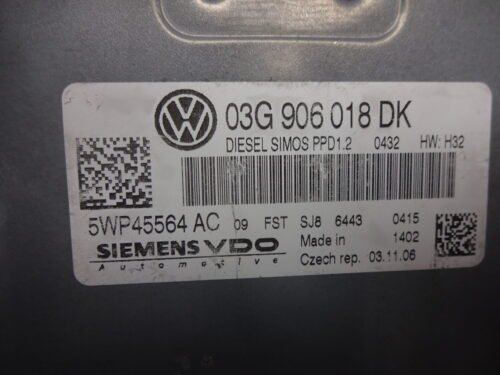 03G 906 018 DK
DIESEL SIMOS PPD1.2 0432 HW: H32
5WP45564 AC 09 FST SJ8 6443 0415
SIEMENS VDO Made in 1402
Automotive Czech rep. 03.11.06